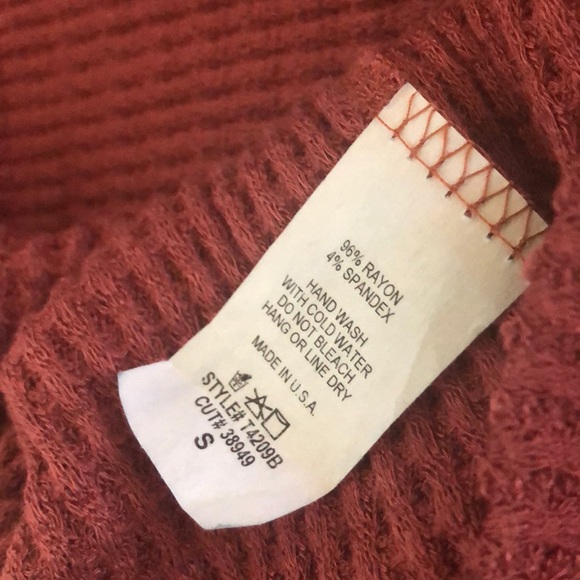 96% RAYON
4% SPANDEX
HAND WASH
WITH COLD WATER
DO NOT BLEACH
HANG OR LINE DRY
MADE IN U.S.A.
STYLE# T4209B
CUT# 38949
S